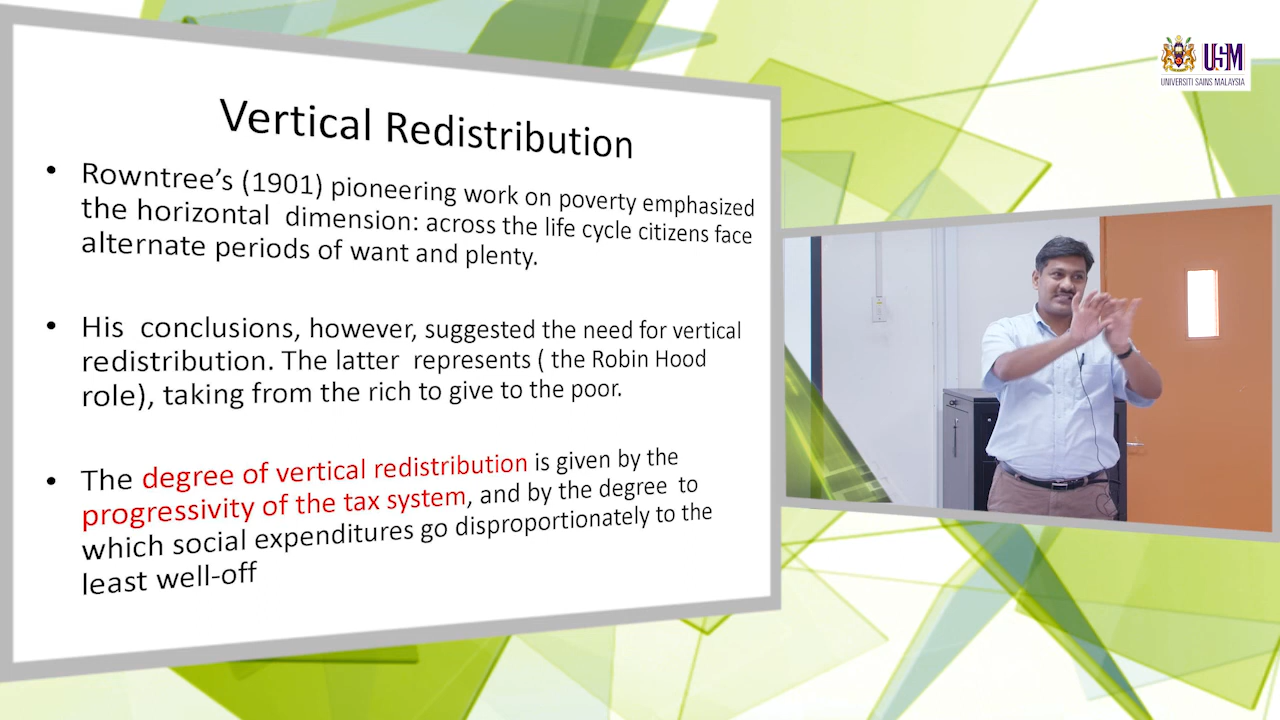 USM
UNIVERSITI SAINS MALAYSIA
Vertical Redistribution
• Rowntree's (1901) pioneering work on poverty emphasized
the horizontal dimension: across the life cycle citizens face
alternate periods of want and plenty.
• His conclusions, however, suggested the need for vertical
redistribution. The latter represents ( the Robin Hood
role), taking from the rich to give to the poor.
• The degree of vertical redistribution is given by the
progressivity of the tax system, and by the degree to
which social expenditures go disproportionately to the
least well-off